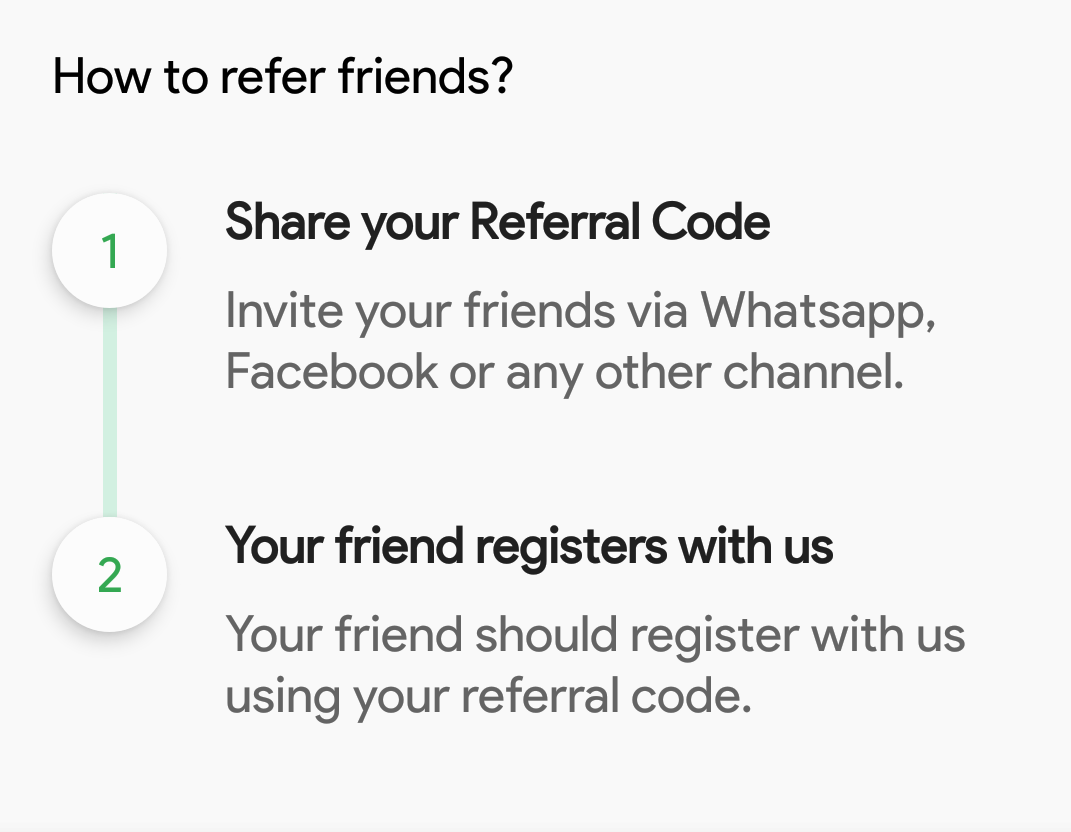 How to refer friends?
1
Share your Referral Code
Invite your friends via Whatsapp,
Facebook or any other channel.
2
Your friend registers with us
Your friend should register with us
using your referral code.